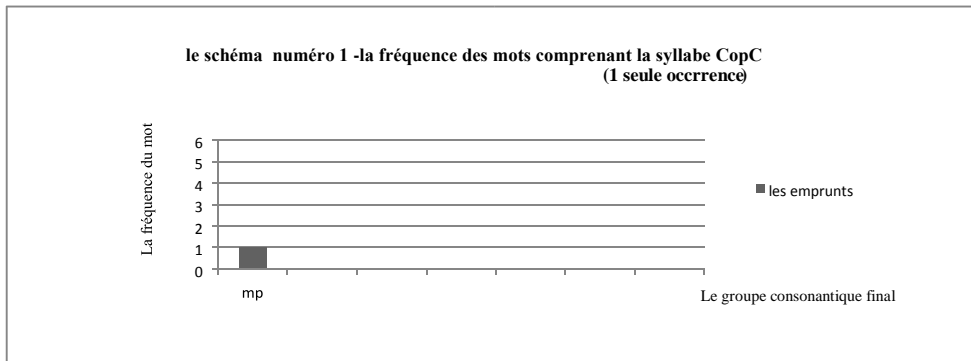 le schéma numéro 1 -la fréquence des mots comprenant la syllabe CopC
(1 seule occrrence)
La fréquence du mot
6
5
4
3
2
1
0
mp
les emprunts
Le groupe consonantique final